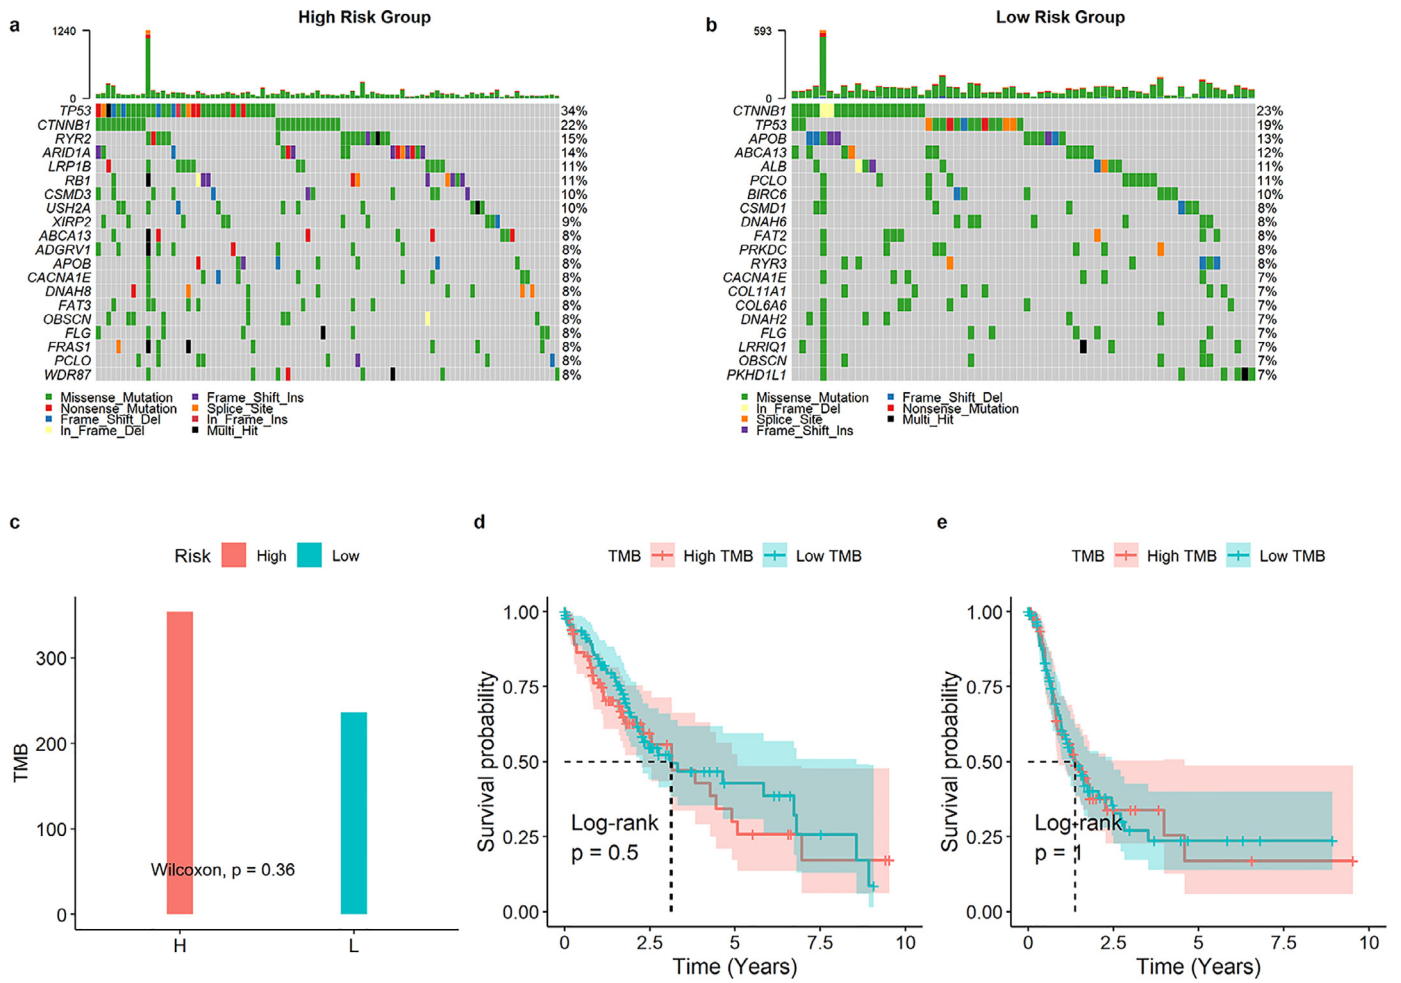 a
High Risk Group
1240
0
TP53 34%
CTNNB1 22%
RYR2 15%
ARID1A 14%
LRP1B 11%
RB1 11%
CSMD3 10%
USH2A 10%
XIRP2 9%
ABCA13 8%
ADGRV1 8%
APOB 8%
CACNA1E 8%
DNAH8 8%
FAT3 8%
OBSCN 8%
FLG 8%
FRAS1 8%
PCLO 8%
WDR87 8%
Missense_Mutation Frame_Shift_Ins
Nonsense_Mutation Splice_Site
Frame_Shift_Del In_Frame_Ins
In_Frame_Del Multi_Hit
b
Low Risk Group
593
0
CTNNB1 23%
TP53 19%
APOB 13%
ABCA13 12%
ALB 11%
PCLO 11%
BIRC6 10%
CSMD1 8%
DNAH6 8%
FAT2 8%
PRKDC 8%
RYR3 8%
CACNA1E 7%
COL11A1 7%
COL6A6 7%
DNAH2 7%
FLG 7%
LRRIQ1 7%
OBSCN 7%
PKHD1L1 7%
Missense_Mutation Frame_Shift_Del
In_Frame_Del Nonsense_Mutation
Splice_Site Multi_Hit
Frame_Shift_Ins
c
Risk High Low
TMB
300
200
100
0
Wilcoxon, p = 0.36
H L
d
TMB High TMB Low TMB
Survival probability
1.00
0.75
0.50
0.25
0.00
Log-rank
p = 0.5
0 2.5 5 7.5 10
Time (Years)
e
TMB High TMB Low TMB
Survival probability
1.00
0.75
0.50
0.25
0.00
Log-rank
p = 1
0 2.5 5 7.5 10
Time (Years)